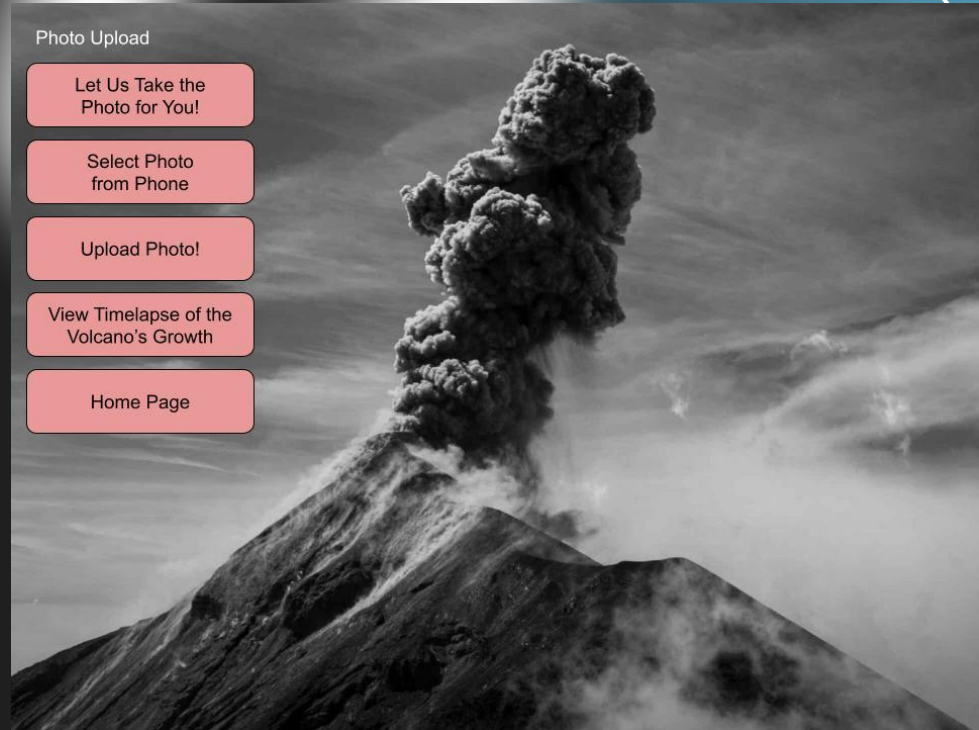 Photo Upload
Let Us Take the
Photo for You!
Select Photo
from Phone
Upload Photo!
View Timelapse of the
Volcano’s Growth
Home Page